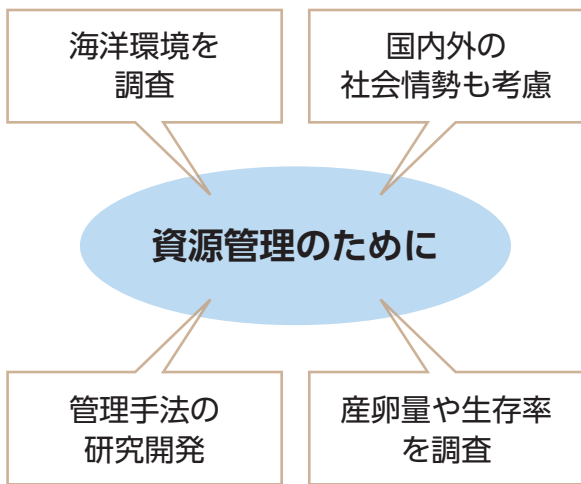 海洋環境を
調査
国内外の
社会情勢も考慮
資源管理のために
管理手法の
研究開発
産卵量や生存率
を調査